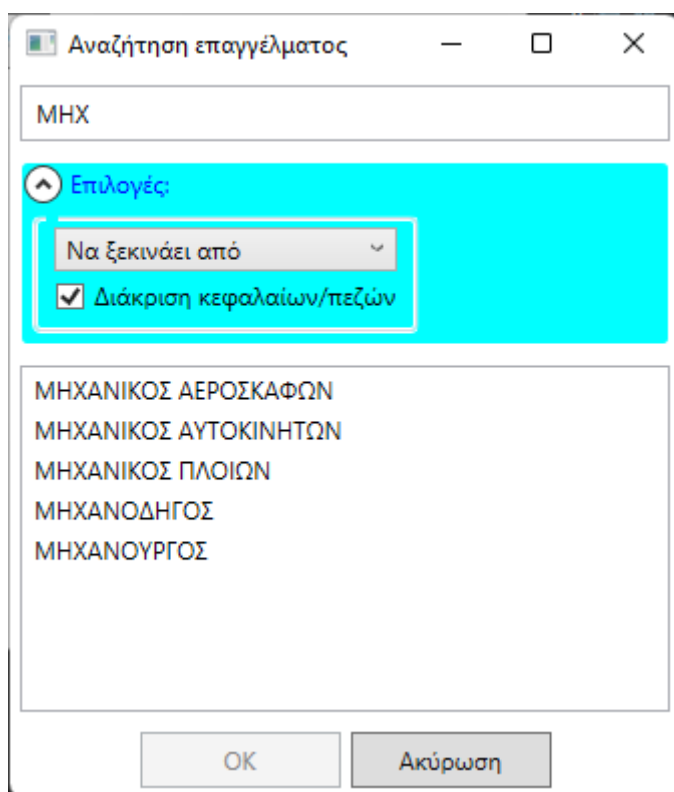 Αναζήτηση επαγγέλματος
ΜΗΧ
Επιλογές:
Να ξεκινάει από
Διάκριση κεφαλαίων/πεζών
ΜΗΧΑΝΙΚΟΣ ΑΕΡΟΣΚΑΦΩΝ
ΜΗΧΑΝΙΚΟΣ ΑΥΤΟΚΙΝΗΤΩΝ
ΜΗΧΑΝΙΚΟΣ ΠΛΟΙΩΝ
ΜΗΧΑΝΟΔΗΓΟΣ
ΜΗΧΑΝΟΥΡΓΟΣ
OK Ακύρωση